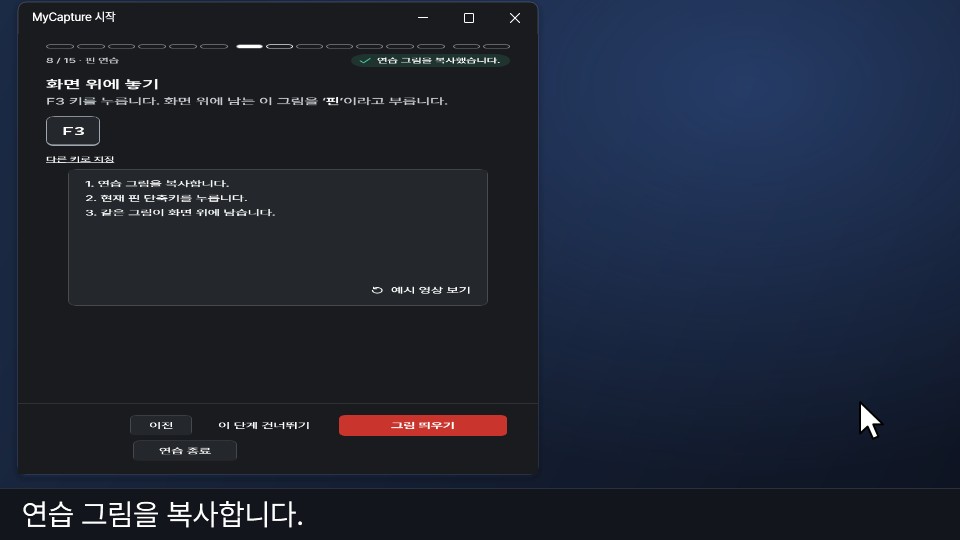 MyCapture 시작
8 / 15 · 핀 연습
연습 그림을 복사했습니다.
화면 위에 놓기
F3 키를 누릅니다. 화면 위에 남는 이 그림을 '핀'이라고 부릅니다.
F3
다른 키로 지정
1. 연습 그림을 복사합니다.
2. 현재 핀 단축키를 누릅니다.
3. 같은 그림이 화면 위에 남습니다.
예시 영상 보기
이전
이 단계 건너뛰기
그림 띄우기
연습 종료
연습 그림을 복사합니다.